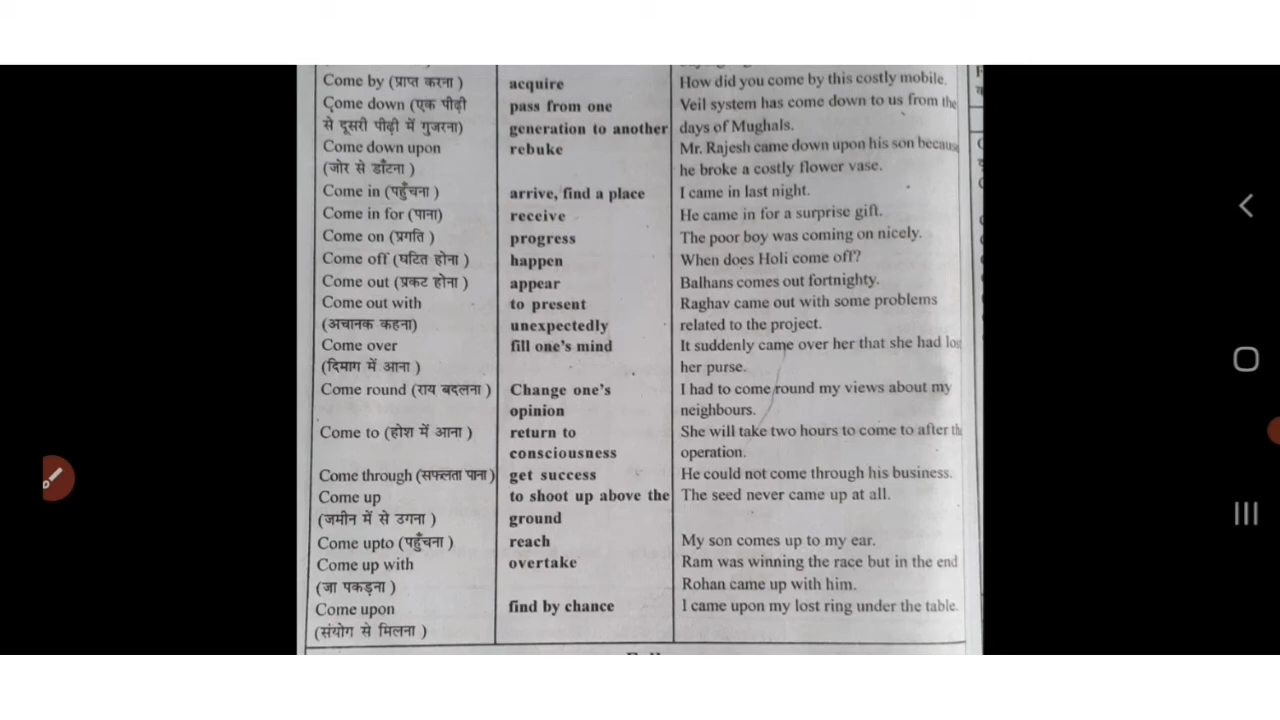 Come by (प्राप्त करना ) acquire How did you come by this costly mobile.
Come down (एक पीढ़ी pass from one Veil system has come down to us from the
से दूसरी पीढ़ी में गुजरना) generation to another days of Mughals.
Come down upon rebuke Mr. Rajesh came down upon his son because
(जोर से डाँटना ) he broke a costly flower vase.
Come in (पहुँचना ) arrive, find a place I came in last night.
Come in for (पाना) receive He came in for a surprise gift.
Come on (प्रगति ) progress The poor boy was coming on nicely.
Come off (घटित होना ) happen When does Holi come off?
Come out (प्रकट होना ) appear Balhans comes out fortnighty.
Come out with to present Raghav came out with some problems
(अचानक कहना) unexpectedly related to the project.
Come over fill one's mind It suddenly came over her that she had
(दिमाग में आना ) her purse.
Come round (राय बदलना ) Change one's I had to come round my views about my
opinion neighbours.
Come to (होश में आना ) return to She will take two hours to come to after
consciousness operation.
Come through (सफलता पाना) get success He could not come through his business.
Come up to shoot up above the The seed never came up at all.
(जमीन में से उगना ) ground
Come upto (पहुँचना ) reach My son comes up to my ear.
Come up with overtake Ram was winning the race but in the end
(जा पकड़ना ) Rohan came up with him.
Come upon find by chance I came upon my lost ring under the table.
(संयोग से मिलना )